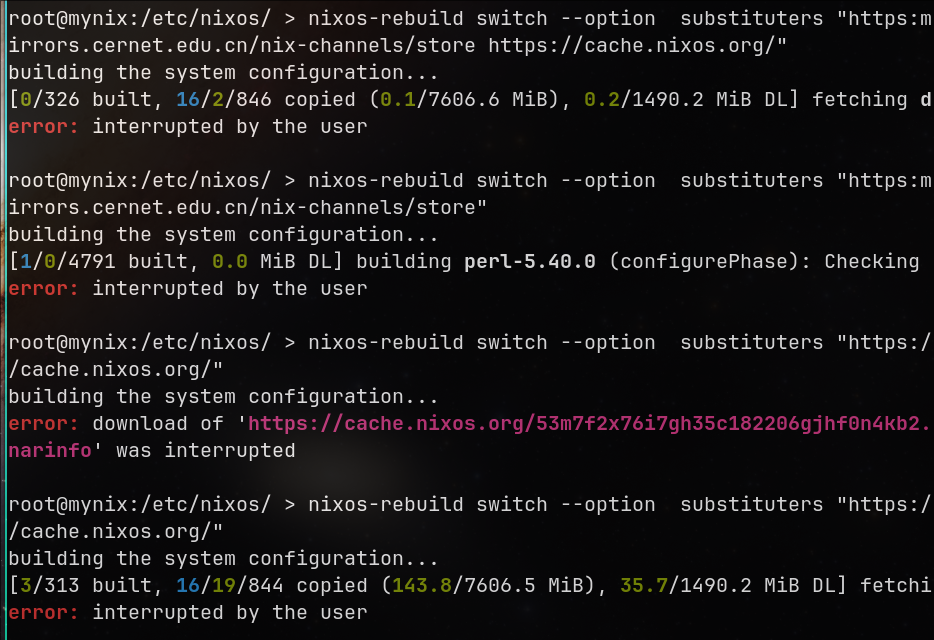 root@mynix:/etc/nixos/ > nixos-rebuild switch --option  substituters "https:m
irrors.cernet.edu.cn/nix-channels/store https://cache.nixos.org/"
building the system configuration...
[0/326 built, 16/2/846 copied (0.1/7606.6 MiB), 0.2/1490.2 MiB DL] fetching d
error: interrupted by the user
root@mynix:/etc/nixos/ > nixos-rebuild switch --option  substituters "https:m
irrors.cernet.edu.cn/nix-channels/store"
building the system configuration...
[1/0/4791 built, 0.0 MiB DL] building perl-5.40.0 (configurePhase): Checking
error: interrupted by the user
root@mynix:/etc/nixos/ > nixos-rebuild switch --option  substituters "https:/
/cache.nixos.org/"
building the system configuration...
error: download of 'https://cache.nixos.org/53m7f2x76i7gh35c182206gjhf0n4kb2.
narinfo' was interrupted
root@mynix:/etc/nixos/ > nixos-rebuild switch --option  substituters "https:/
/cache.nixos.org/"
building the system configuration...
[3/313 built, 16/19/844 copied (143.8/7606.5 MiB), 35.7/1490.2 MiB DL] fetchi
error: interrupted by the user